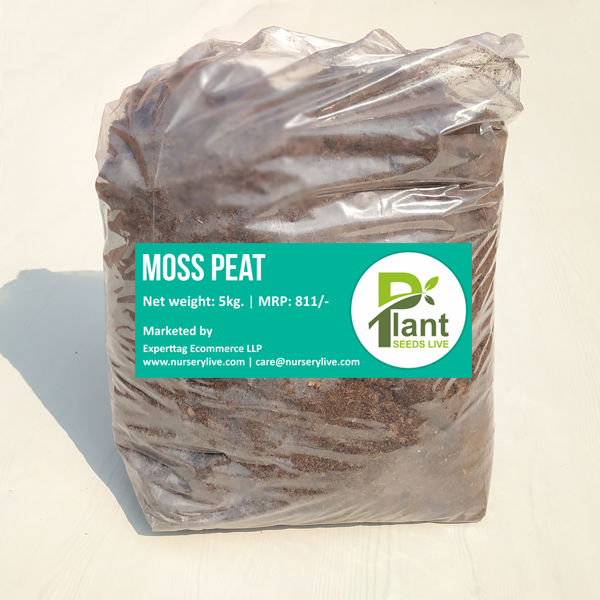 MOSS PEAT
Net weight: 5kg. | MRP: 811/-
Marketed by
Experttag Ecommerce LLP
www.nurserylive.com | care@nurserylive.com
Plant
SEEDS LIVE